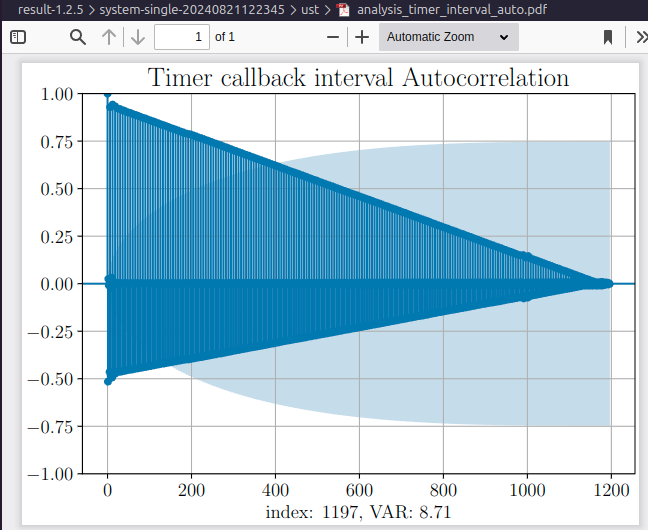 result-1.2.5 > system-single-20240821122345 > ust > analysis_timer_interval_auto.pdf
1 of 1 Automatic Zoom
Timer callback interval Autocorrelation
1.00
0.75
0.50
0.25
0.00
−0.25
−0.50
−0.75
−1.00
0 200 400 600 800 1000 1200
index: 1197, VAR: 8.71